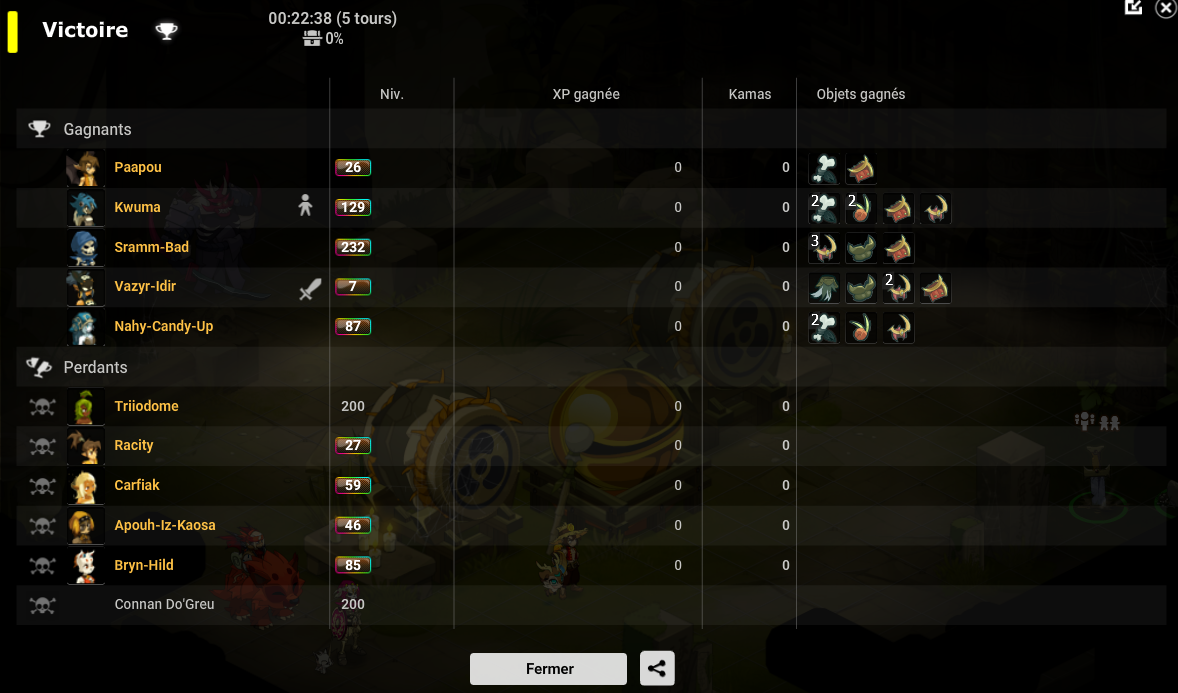 Victoire
00:22:38 (5 tours)
0%
Niv. XP gagnée Kamas Objets gagnés
Gagnants
Paapou 26 0 0
Kwuma 129 0 0 2 2
Sramm-Bad 232 0 0 3
Vazyr-Idir 7 0 0 2
Nahy-Candy-Up 87 0 0 2
Perdants
Triiodome 200 0 0
Racity 27 0 0
Carfiak 59 0 0
Apouh-Iz-Kaosa 46 0 0
Bryn-Hild 85 0 0
Connan Do'Greu 200
Fermer